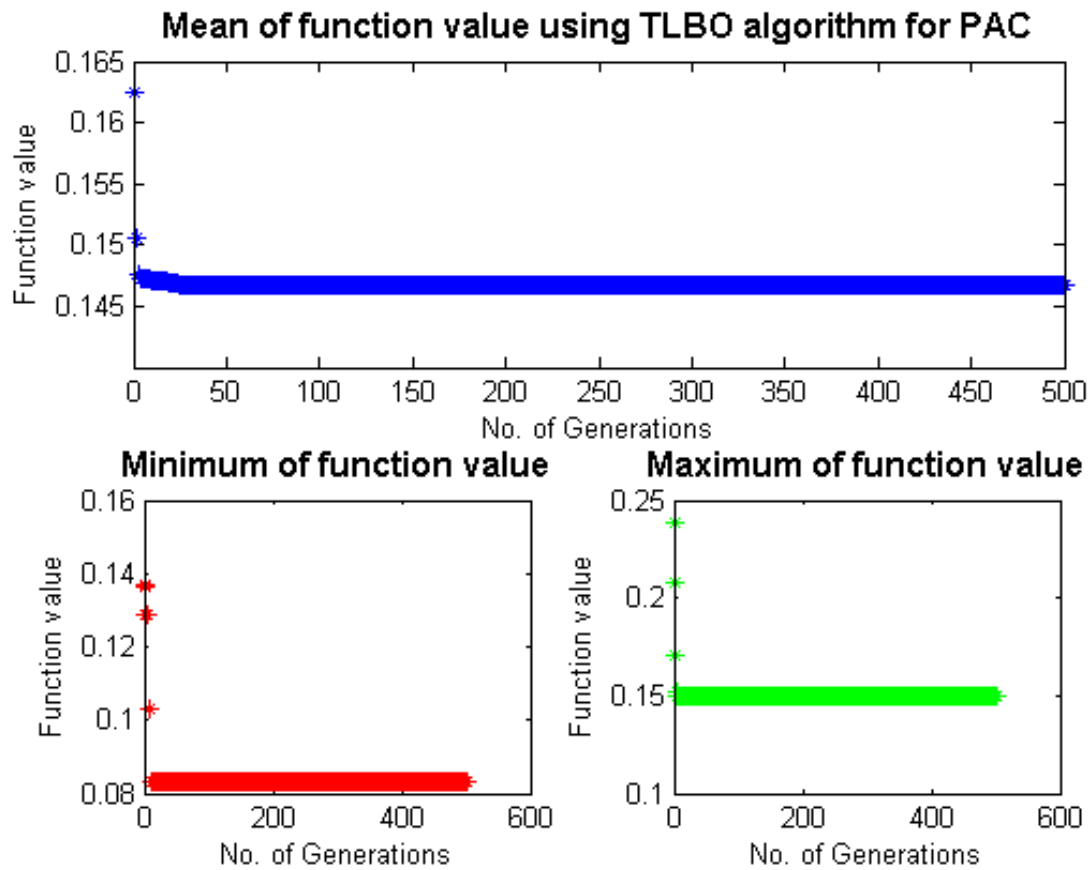 Mean of function value using TLBO algorithm for PAC
0.165
0.16
0.155
0.15
0.145
Function value
0 50 100 150 200 250 300 350 400 450 500
No. of Generations
Minimum of function value
0.16
0.14
0.12
0.1
0.08
Function value
0 200 400 600
No. of Generations
Maximum of function value
0.25
0.2
0.15
0.1
Function value
0 200 400 600
No. of Generations